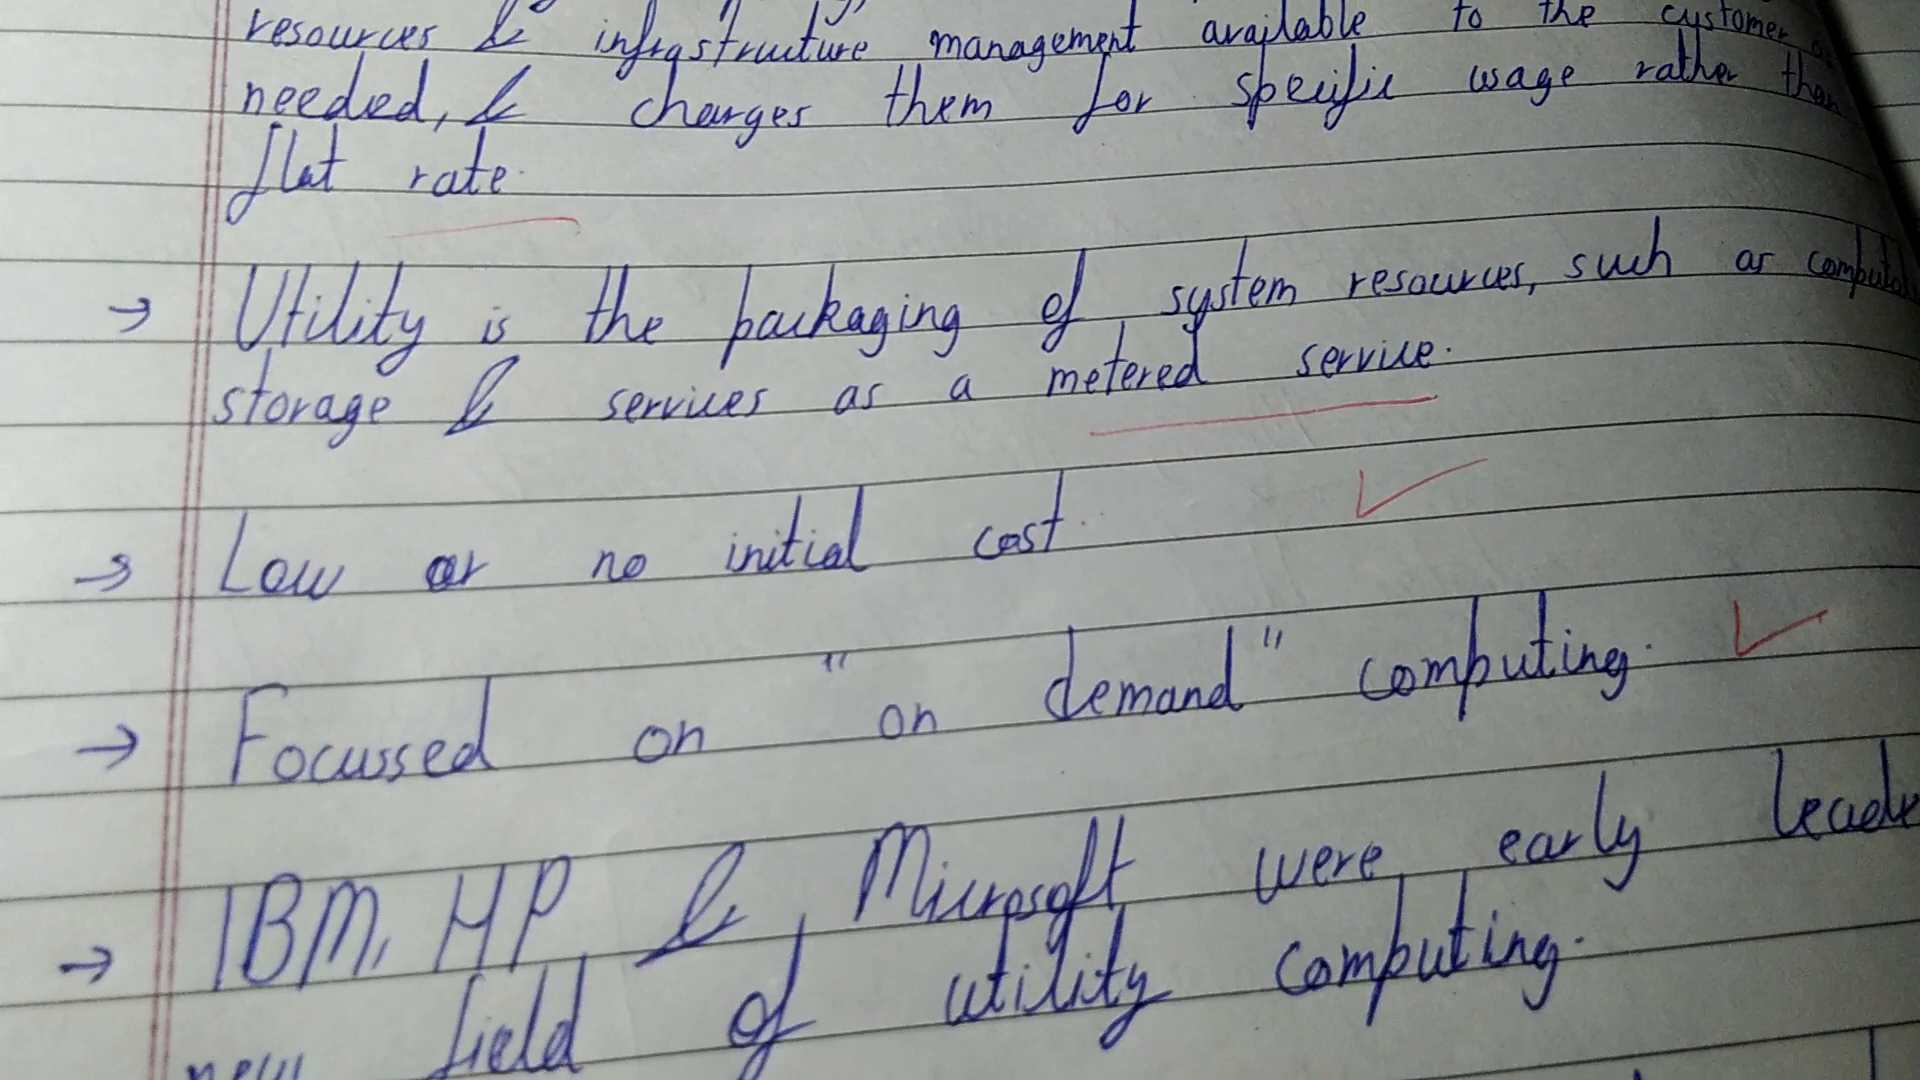 resources & infrastructure management available to the customer as
needed, & charges them for specific usage rather than
flat rate.
→ Utility is the packaging of system resources, such as
storage & services as a metered service.
→ Low or no initial cost.
→ Focussed on "on demand" computing.
→ IBM, HP & Microsoft were early
new field of utility computing.